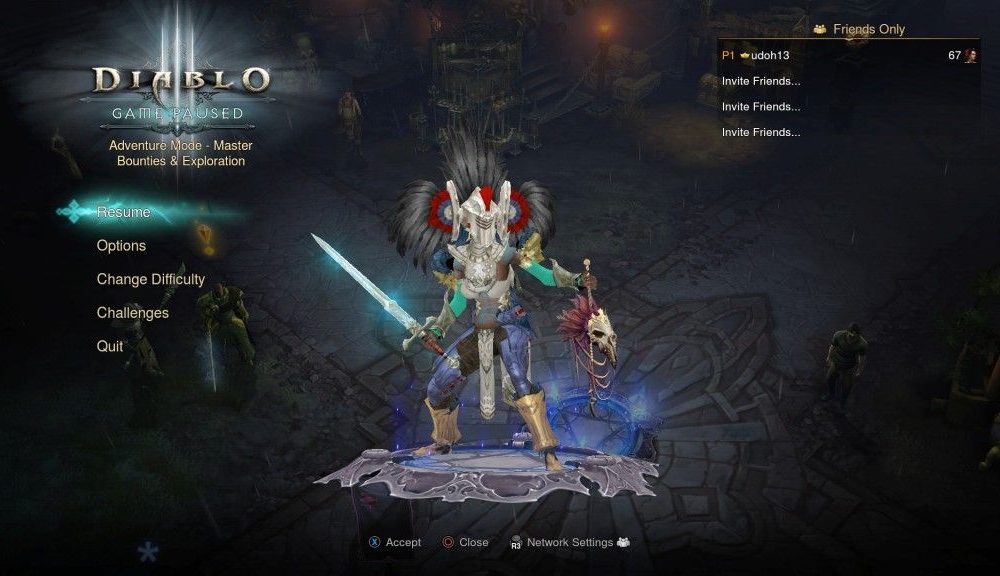 DIABLO
GAME PAUSED
Adventure Mode - Master
Bounties & Exploration
Resume
Options
Change Difficulty
Challenges
Quit
Friends Only
P1 udoh13 67
Invite Friends...
Invite Friends...
Invite Friends...
Accept Close R3 Network Settings